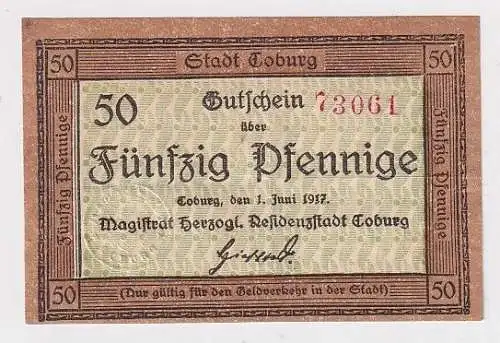 50 Stadt Coburg 50
50 Gutschein 73061
über
Fünfzig Pfennige
Coburg, den 1. Juni 1917.
Magistrat Herzogl. Residenzstadt Coburg
Fünfzig Pfennige
Fünfzig Pfennige
50 (Nur gültig für den Geldverkehr in der Stadt) 50